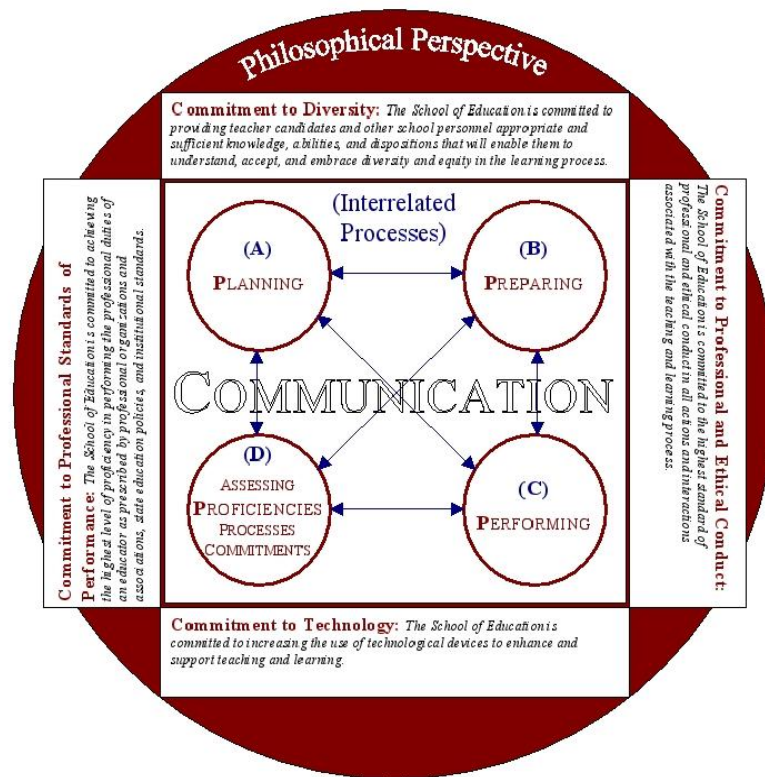 Philosophical Perspective
Commitment to Diversity: The School of Education is committed to
providing teacher candidates and other school personnel appropriate and
sufficient knowledge, abilities, and dispositions that will enable them to
understand, accept, and embrace diversity and equity in the learning process.
Commitment to Professional Standards of
Performance: The School of Education is committed to achieving
the highest level of proficiency in performing the professional duties of
an educator as prescribed by professional organizations and
associations, state education policies, and institutional standards.
(Interrelated
Processes)
(A)
PLANNING
(B)
PREPARING
COMMUNICATION
(D)
ASSESSING
PROFICIENCIES
PROCESSES
COMMITMENTS
(C)
PERFORMING
Commitment to Professional and Ethical Conduct:
The School of Education is committed to the highest standard of
professional and ethical conduct in all actions and interactions
associated with the teaching and learning process.
Commitment to Technology: The School of Education is
committed to increasing the use of technological devices to enhance and
support teaching and learning.